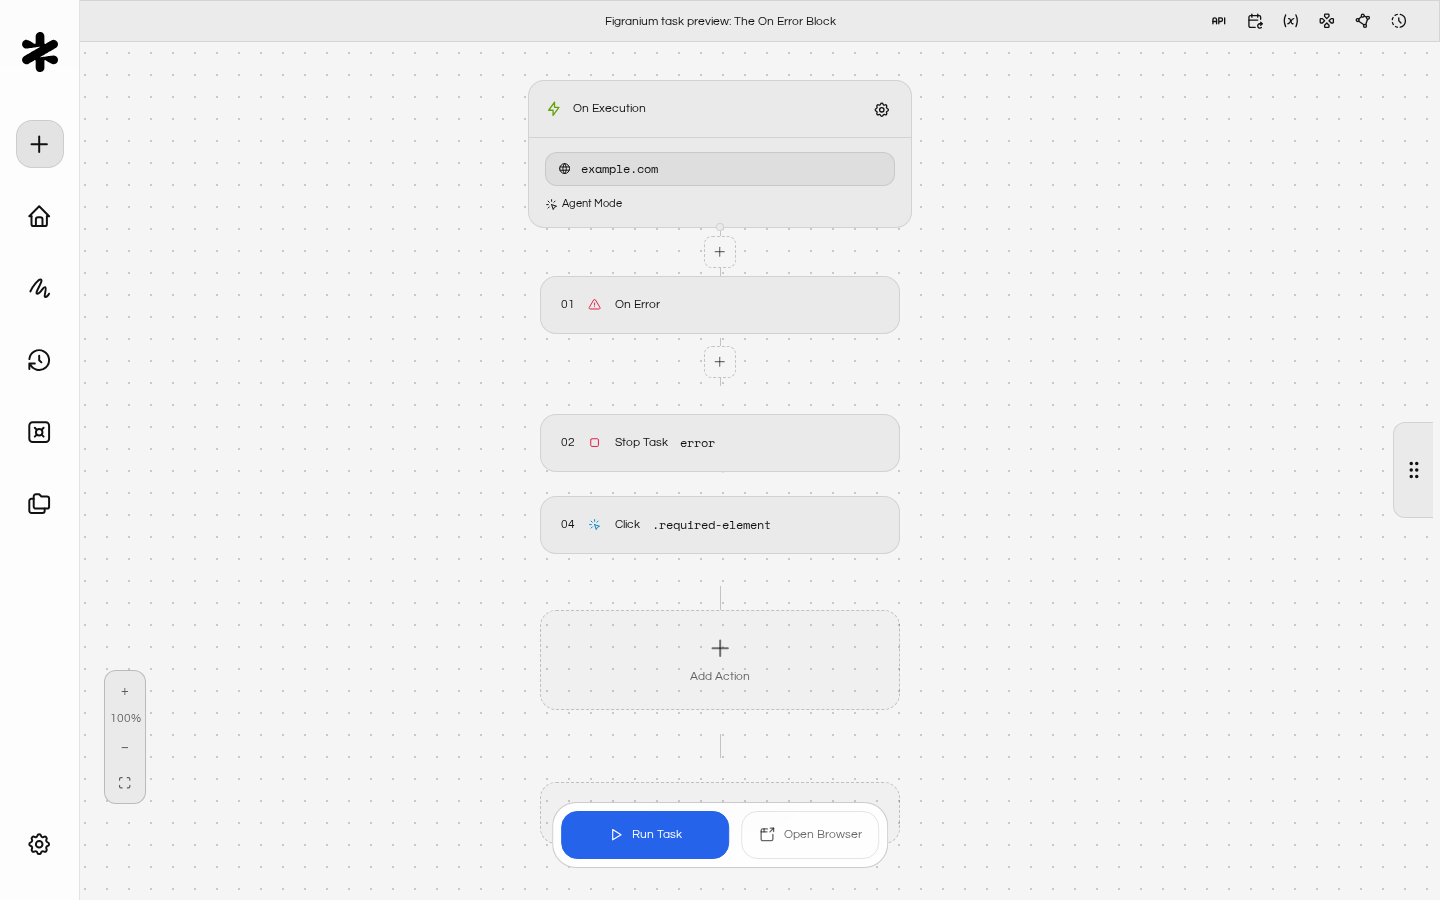 Figranium task preview: The On Error Block
API
On Execution
example.com
Agent Mode
01 On Error
02 Stop Task error
04 Click .required-element
Add Action
100%
Run Task
Open Browser